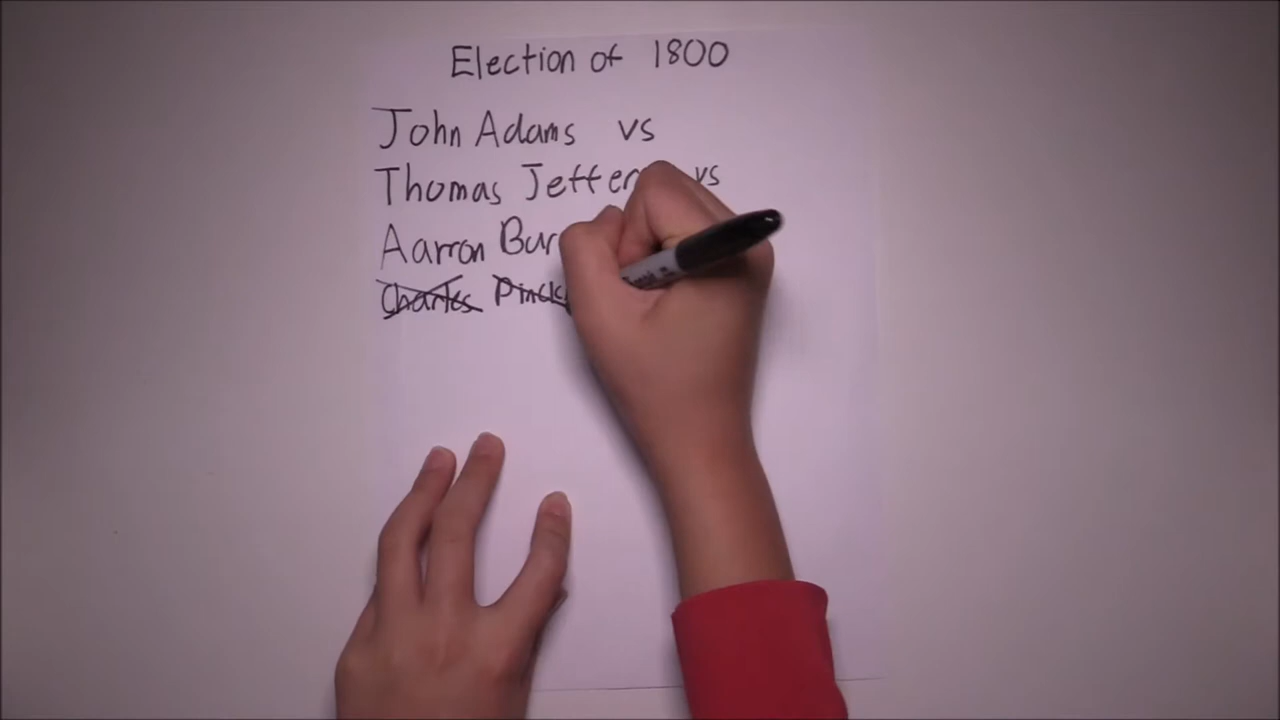 Election of 1800
John Adams vs
Thomas Jeffer vs
Aarron Bur
Charles Pinck